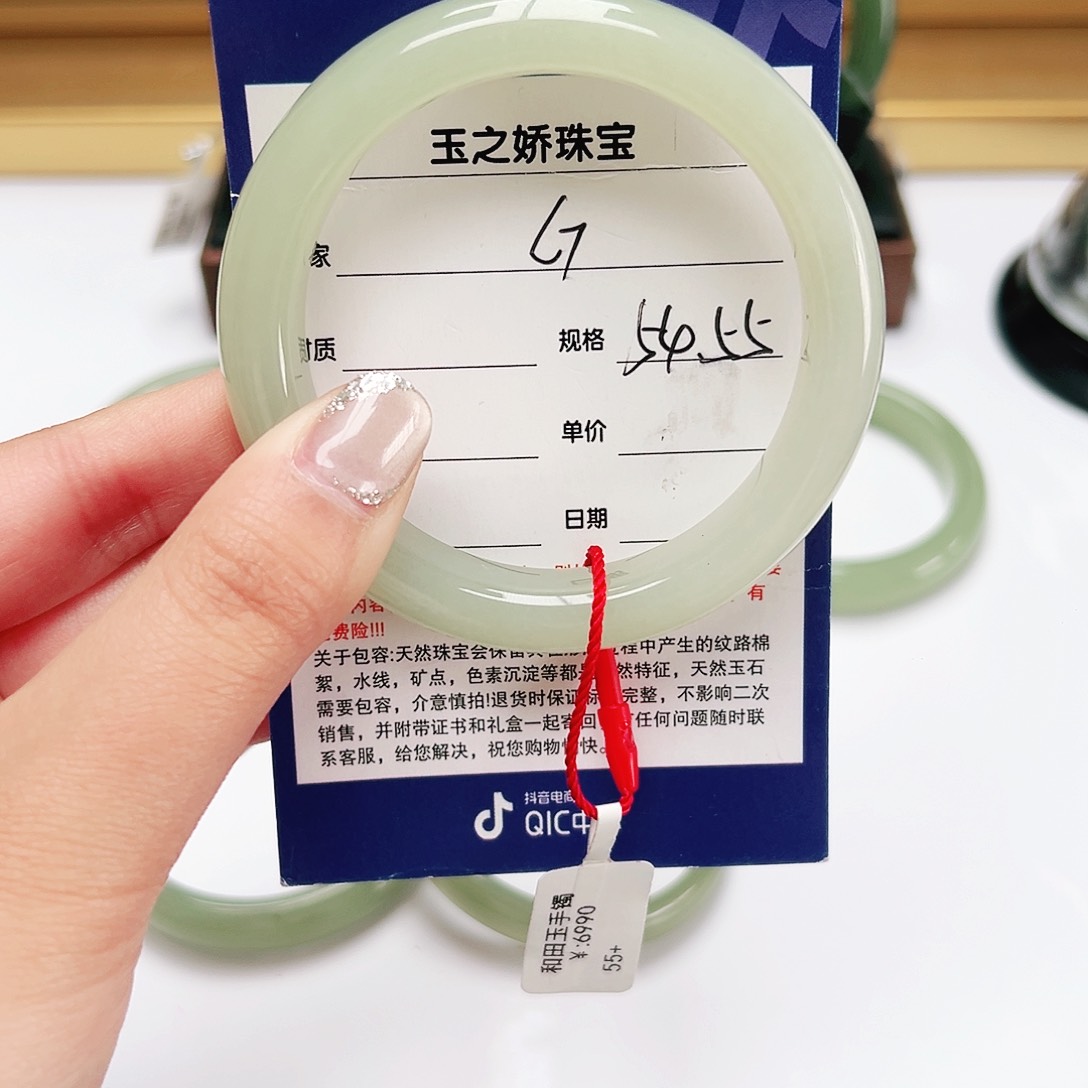 玉之娇珠宝
家 G
材质
规格 54.55
单价
日期
内容
费险!!! 有
关于包容:天然珠宝会保留 程中产生的纹路棉
絮，水线，矿点，色素沉淀等都是 然特征，天然玉石
需要包容，介意慎拍!退货时保证标 完整，不影响二次
销售，并附带证书和礼盒一起寄回 有任何问题随时联
系客服，给您解决，祝您购物愉快。
抖音电商
QIC中
和田玉手镯
¥:6990
55+